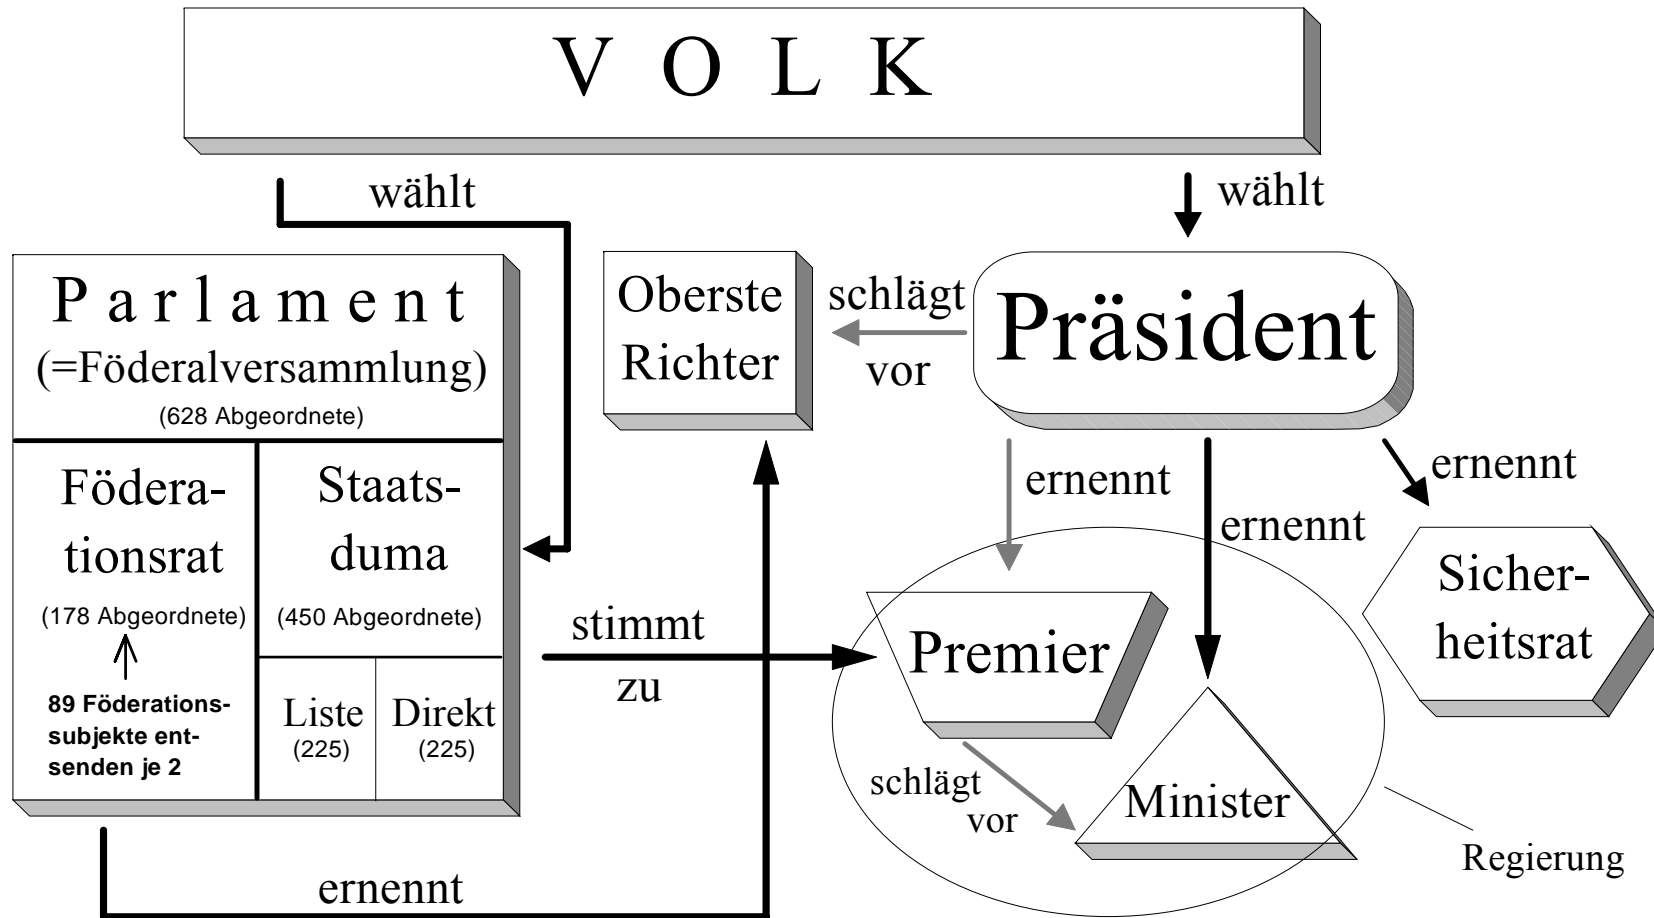 VOLK
wählt
wählt
Parlament
(=Föderalversammlung)
(628 Abgeordnete)
Födera-
tionsrat
(178 Abgeordnete)
89 Föderations-
subjekte ent-
senden je 2
Staats-
duma
(450 Abgeordnete)
Liste
(225)
Direkt
(225)
Oberste
Richter
schlägt
vor
Präsident
ernennt
ernennt
ernennt
Sicher-
heitsrat
stimmt
zu
Premier
schlägt
vor
Minister
Regierung
ernennt